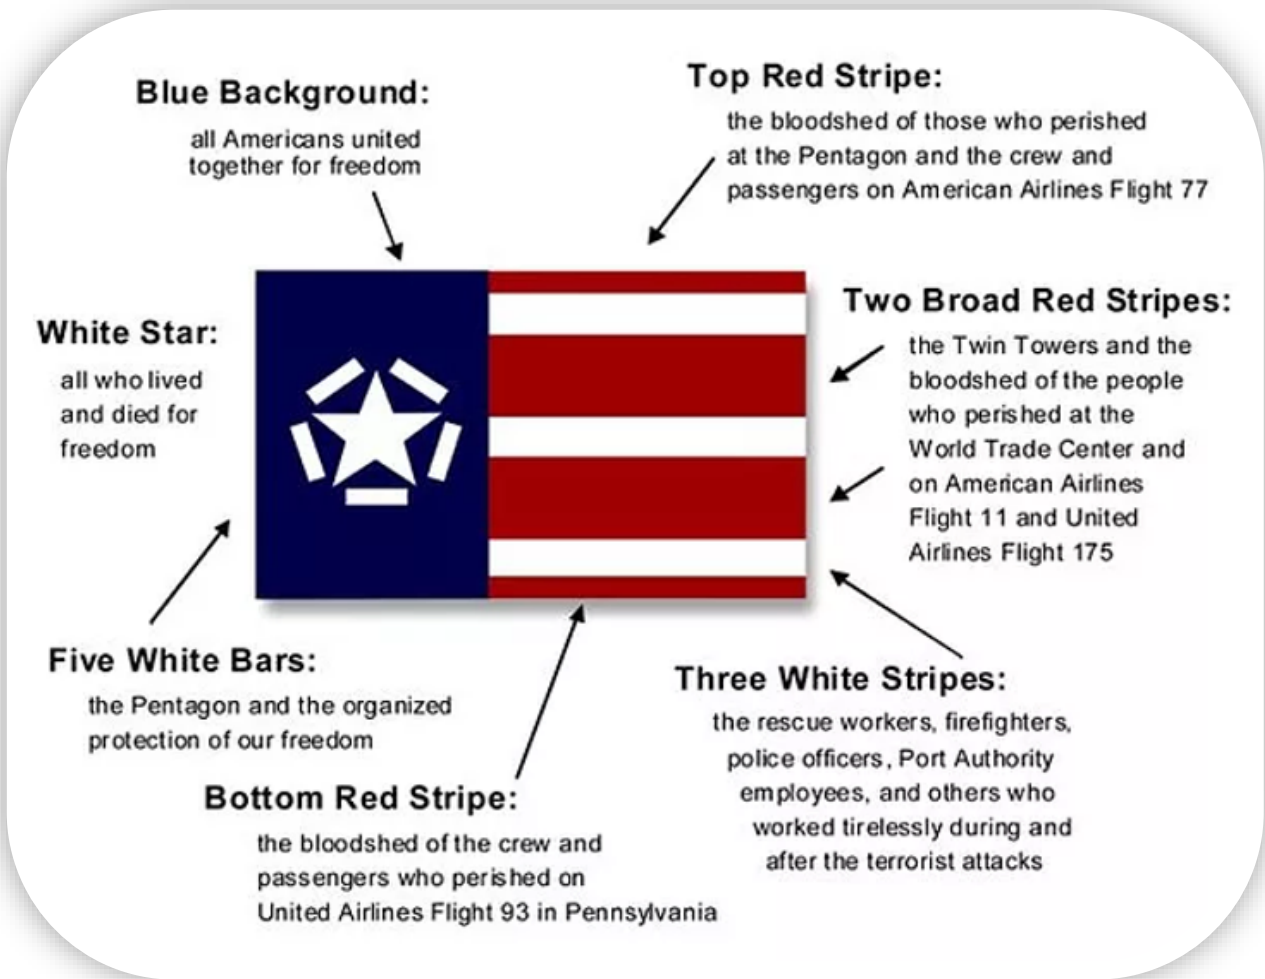 Blue Background:
all Americans united
together for freedom
Top Red Stripe:
the bloodshed of those who perished
at the Pentagon and the crew and
passengers on American Airlines Flight 77
White Star:
all who lived
and died for
freedom
Two Broad Red Stripes:
the Twin Towers and the
bloodshed of the people
who perished at the
World Trade Center and
on American Airlines
Flight 11 and United
Airlines Flight 175
Five White Bars:
the Pentagon and the organized
protection of our freedom
Three White Stripes:
the rescue workers, firefighters,
police officers, Port Authority
employees, and others who
worked tirelessly during and
after the terrorist attacks
Bottom Red Stripe:
the bloodshed of the crew and
passengers who perished on
United Airlines Flight 93 in Pennsylvania